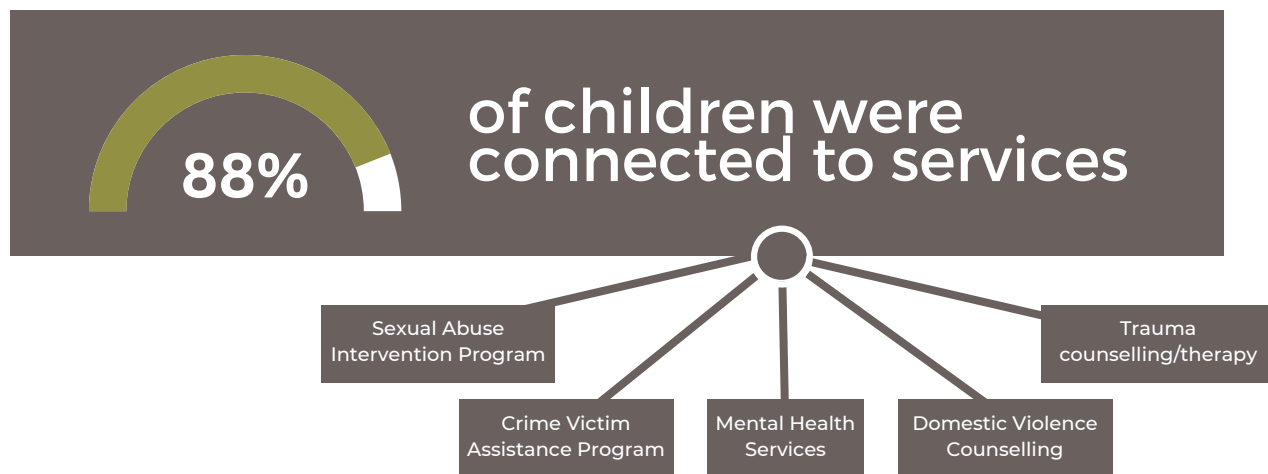 88%
of children were
connected to services
Sexual Abuse
Intervention Program
Trauma
counselling/therapy
Crime Victim
Assistance Program
Mental Health
Services
Domestic Violence
Counselling